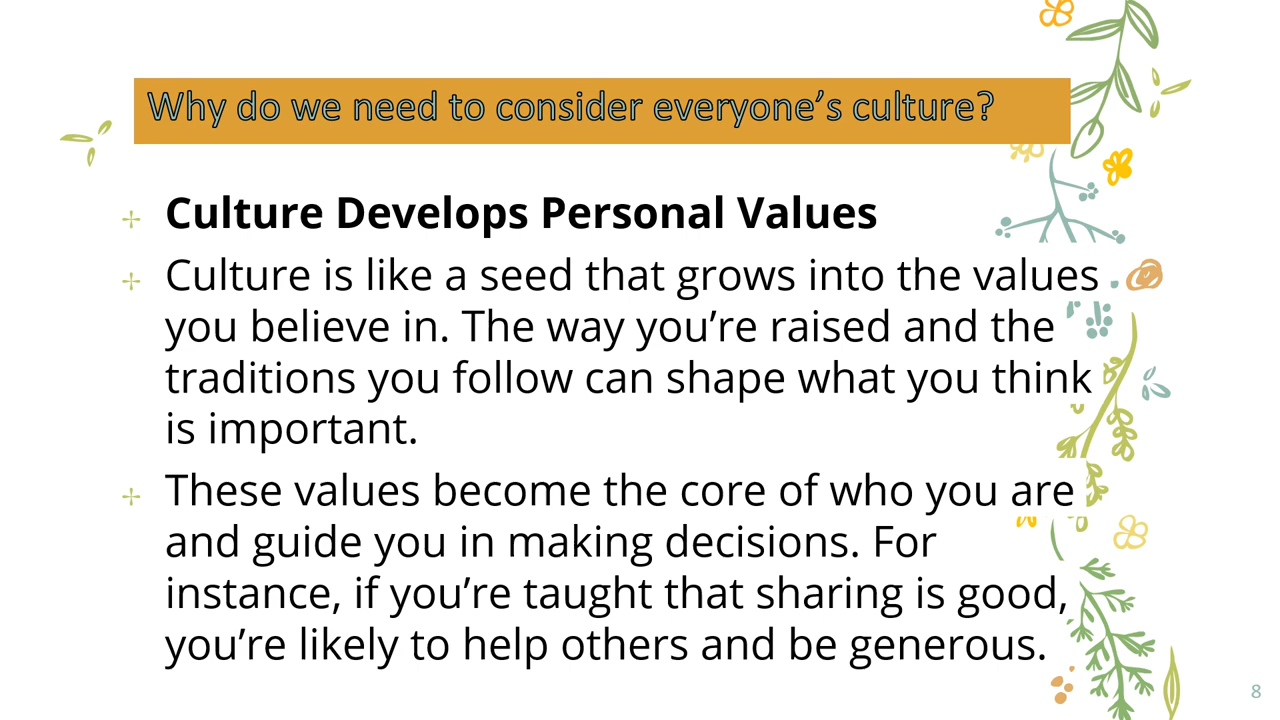 Why do we need to consider everyone’s culture?
Culture Develops Personal Values
Culture is like a seed that grows into the values
you believe in. The way you’re raised and the
traditions you follow can shape what you think
is important.
These values become the core of who you are
and guide you in making decisions. For
instance, if you’re taught that sharing is good,
you’re likely to help others and be generous.
8